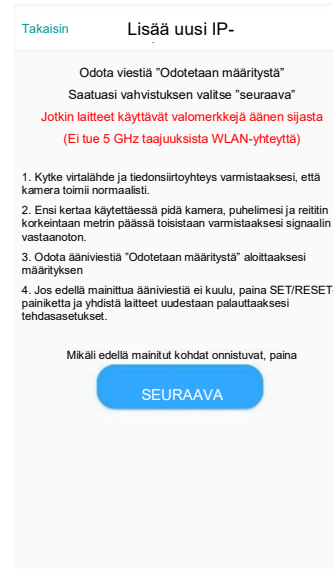 Takaisin
Lisää uusi IP-
Odota viestiä ”Odotetaan määritystä”
Saatuasi vahvistuksen valitse ”seuraava”
Jotkin laitteet käyttävät valomerkkejä äänen sijasta
(Ei tue 5 GHz taajuuksista WLAN-yhteyttä)
1. Kytke virtalähde ja tiedonsiirtoyhteys varmistaaksesi, että
kamera toimii normaalisti.
2. Ensi kertaa käytettäessä pidä kamera, puhelimesi ja reititin
korkeintaan metrin päässä toisistaan varmistaaksesi signaalin
vastaanoton.
3. Odota ääniviestiä ”Odotetaan määritystä” aloittaaksesi
määrityksen
4. Jos edellä mainittua ääniviestiä ei kuulu, paina SET/RESET-
painiketta ja yhdistä laitteet uudestaan palauttaaksesi
tehdasasetukset.
Mikäli edellä mainitut kohdat onnistuvat, paina
SEURAAVA